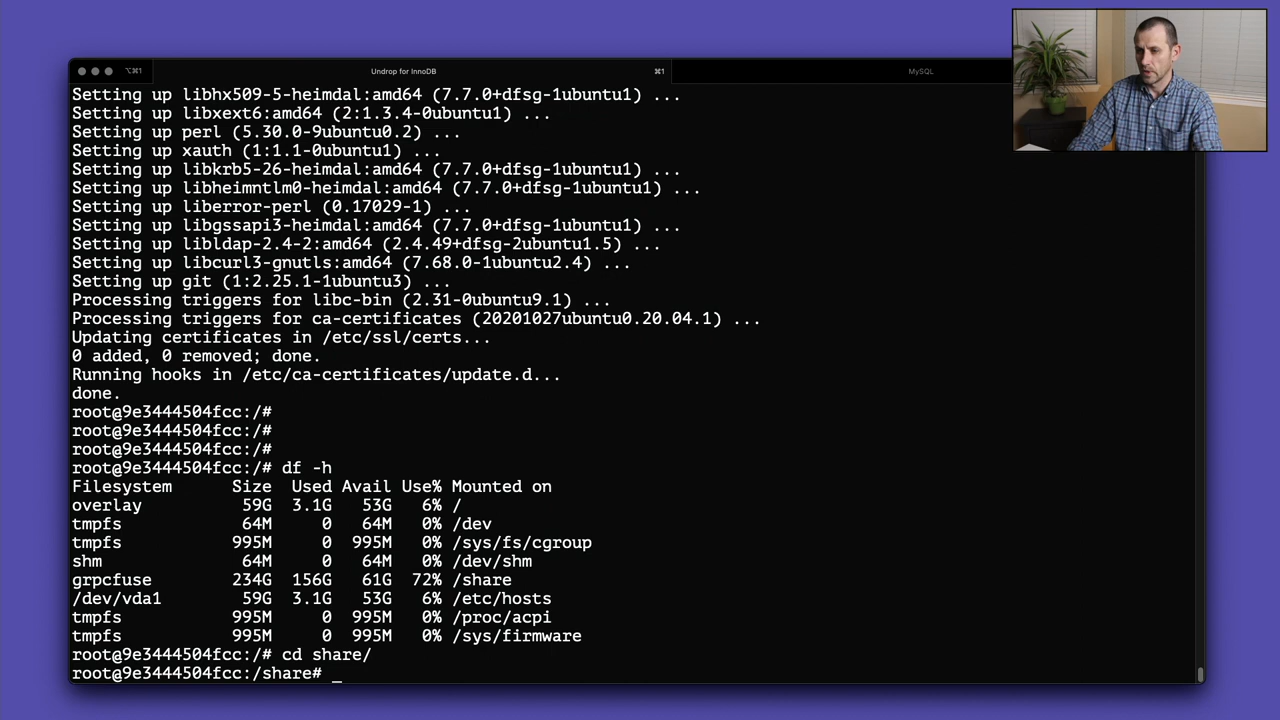 ⌥⌘1
Undrop for InnoDB
⌘1
MySQL
Setting up libhx509-5-heimdal:amd64 (7.7.0+dfsg-1ubuntu1) ...
Setting up libxext6:amd64 (2:1.3.4-0ubuntu1) ...
Setting up perl (5.30.0-9ubuntu0.2) ...
Setting up xauth (1:1.1-0ubuntu1) ...
Setting up libkrb5-26-heimdal:amd64 (7.7.0+dfsg-1ubuntu1) ...
Setting up libheimntlm0-heimdal:amd64 (7.7.0+dfsg-1ubuntu1) ...
Setting up liberror-perl (0.17029-1) ...
Setting up libgssapi3-heimdal:amd64 (7.7.0+dfsg-1ubuntu1) ...
Setting up libldap-2.4-2:amd64 (2.4.49+dfsg-2ubuntu1.5) ...
Setting up libcurl3-gnutls:amd64 (7.68.0-1ubuntu2.4) ...
Setting up git (1:2.25.1-1ubuntu3) ...
Processing triggers for libc-bin (2.31-0ubuntu9.1) ...
Processing triggers for ca-certificates (20201027ubuntu0.20.04.1) ...
Updating certificates in /etc/ssl/certs...
0 added, 0 removed; done.
Running hooks in /etc/ca-certificates/update.d...
done.
root@9e3444504fcc:/#
root@9e3444504fcc:/#
root@9e3444504fcc:/#
root@9e3444504fcc:/# df -h
Filesystem      Size  Used Avail Use% Mounted on
overlay          59G  3.1G   53G   6% /
tmpfs            64M     0   64M   0% /dev
tmpfs           995M     0  995M   0% /sys/fs/cgroup
shm              64M     0   64M   0% /dev/shm
grpcfuse        234G  156G   61G  72% /share
/dev/vda1        59G  3.1G   53G   6% /etc/hosts
tmpfs           995M     0  995M   0% /proc/acpi
tmpfs           995M     0  995M   0% /sys/firmware
root@9e3444504fcc:/# cd share/
root@9e3444504fcc:/share# _